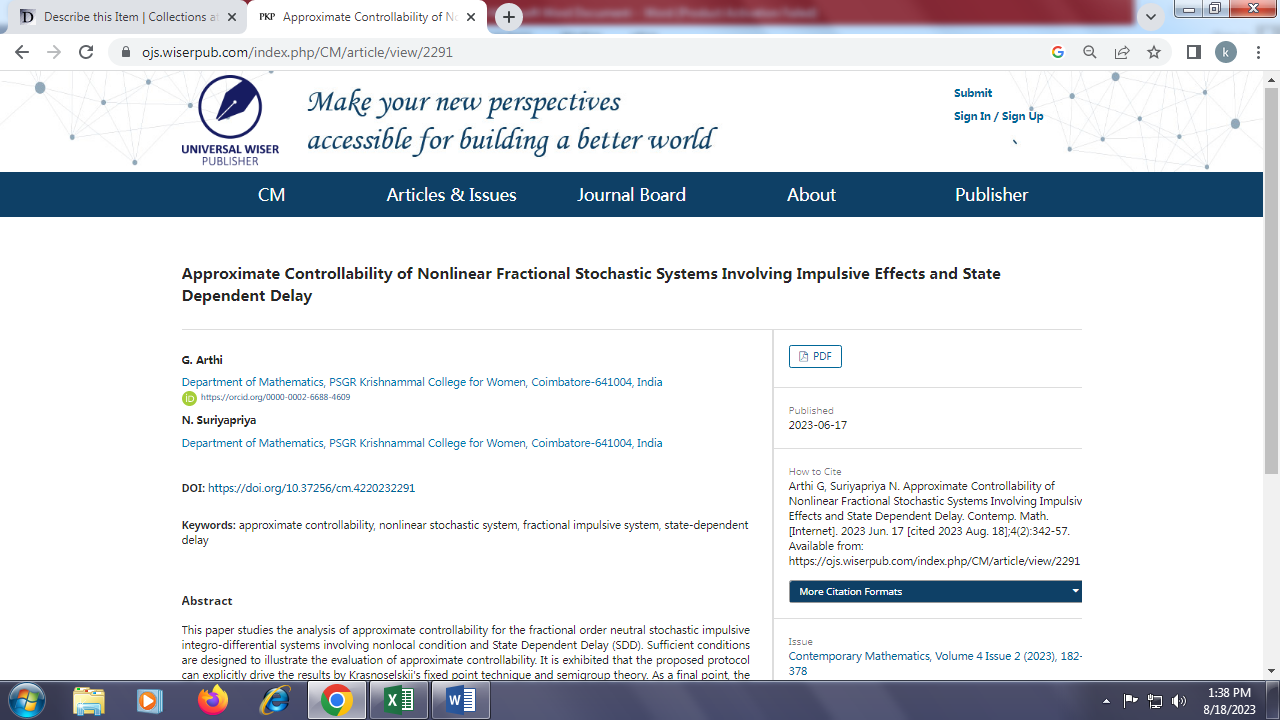 Describe this Item | Collections at
PKP Approximate Controllability of No
ojs.wiserpub.com/index.php/CM/article/view/2291
k
Make your new perspectives
accessible for building a better world
UNIVERSAL WISER
PUBLISHER
Submit
Sign In / Sign Up
CM Articles & Issues Journal Board About Publisher
Approximate Controllability of Nonlinear Fractional Stochastic Systems Involving Impulsive Effects and State
Dependent Delay
G. Arthi
Department of Mathematics, PSGR Krishnammal College for Women, Coimbatore-641004, India
iD https://orcid.org/0000-0002-6688-4609
N. Suriyapriya
Department of Mathematics, PSGR Krishnammal College for Women, Coimbatore-641004, India
DOI: https://doi.org/10.37256/cm.4220232291
Keywords: approximate controllability, nonlinear stochastic system, fractional impulsive system, state-dependent
delay
Abstract
This paper studies the analysis of approximate controllability for the fractional order neutral stochastic impulsive
integro-differential systems involving nonlocal condition and State Dependent Delay (SDD). Sufficient conditions
are designed to illustrate the evaluation of approximate controllability. It is exhibited that the proposed protocol
can explicitly drive the results by Krasnoselskii's fixed point technique and semigroup theory. As a final point, the
PDF
Published
2023-06-17
How to Cite
Arthi G, Suriyapriya N. Approximate Controllability of
Nonlinear Fractional Stochastic Systems Involving Impulsiv
Effects and State Dependent Delay. Contemp. Math.
[Internet]. 2023 Jun. 17 [cited 2023 Aug. 18];4(2):342-57.
Available from:
https://ojs.wiserpub.com/index.php/CM/article/view/2291
More Citation Formats
Issue
Contemporary Mathematics, Volume 4 Issue 2 (2023), 182-
378
1:38 PM
8/18/2023